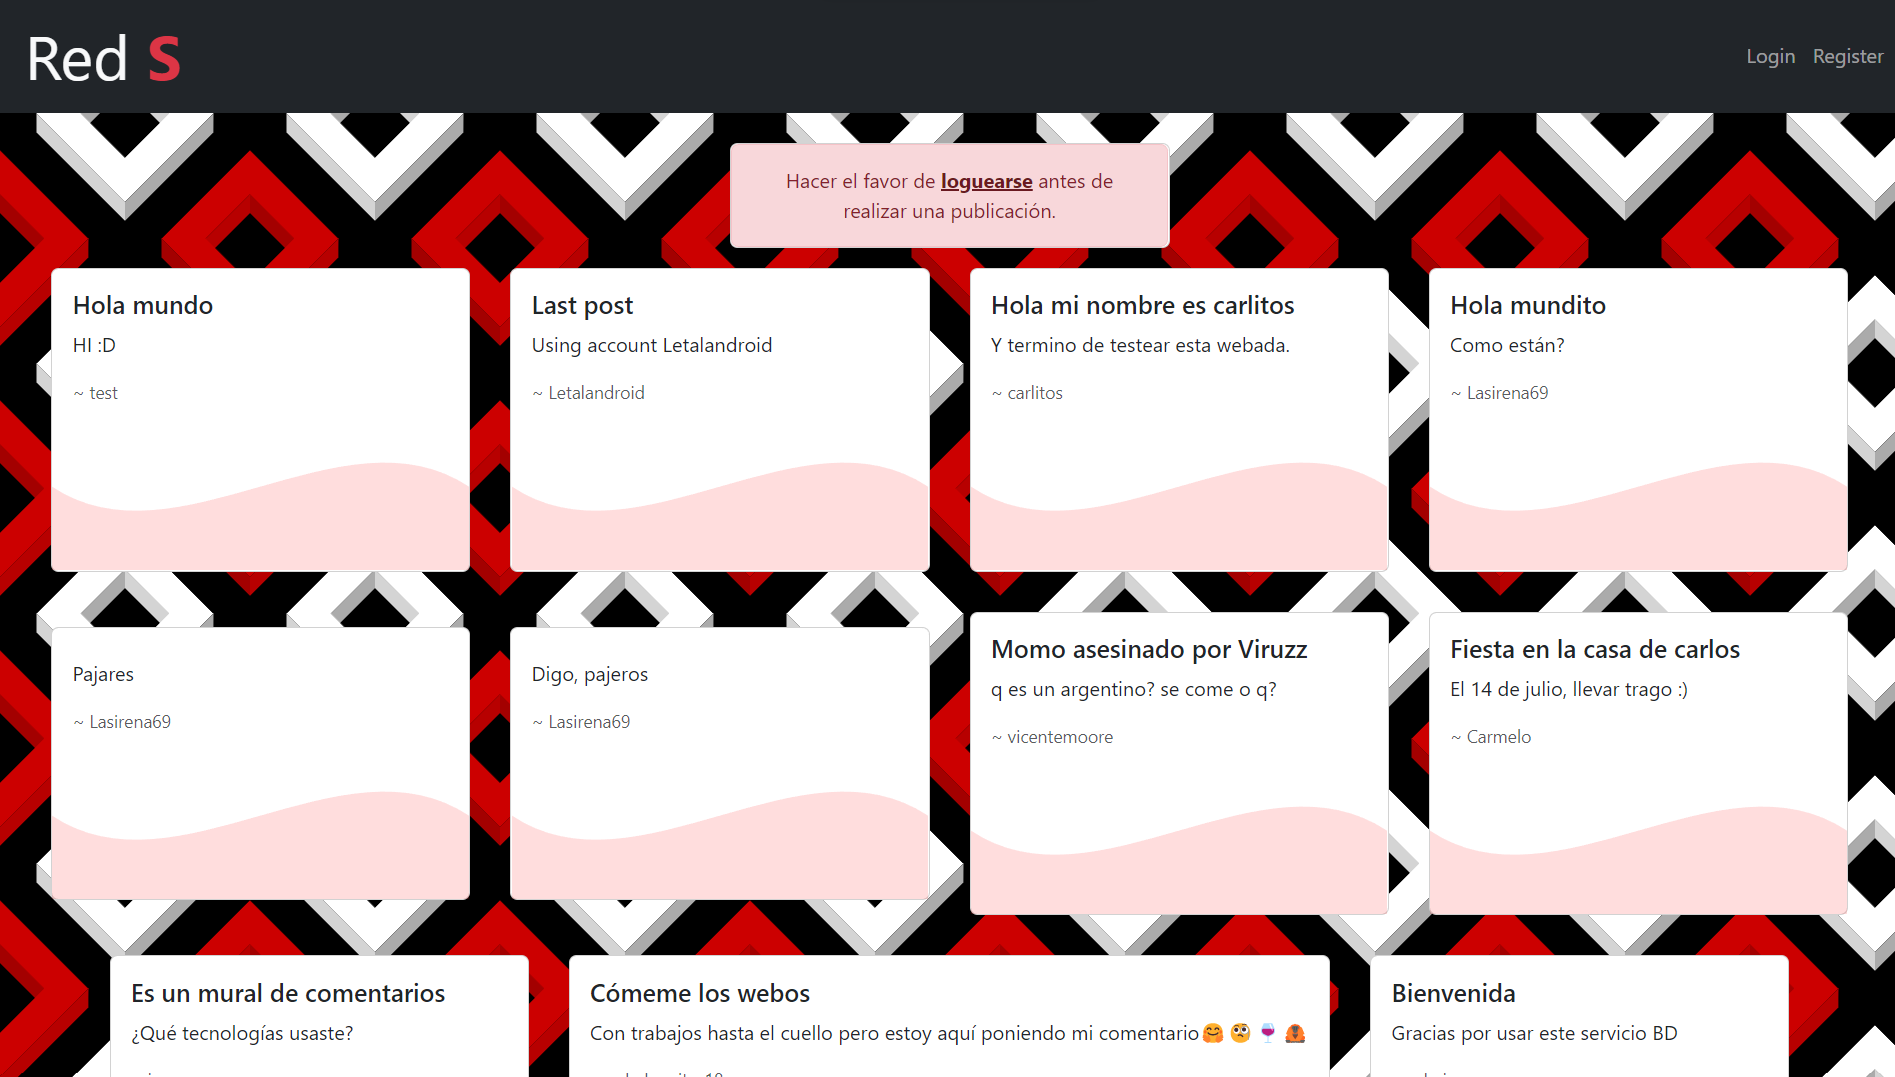 Red S
Login Register
Hacer el favor de loguearse antes de
realizar una publicación.
Hola mundo
HI :D
~ test
Last post
Using account Letalandroid
~ Letalandroid
Hola mi nombre es carlitos
Y termino de testear esta webada.
~ carlitos
Hola mundito
Como están?
~ Lasirena69
Pajares
~ Lasirena69
Digo, pajeros
~ Lasirena69
Momo asesinado por Viruzz
q es un argentino? se come o q?
~ vicentemoore
Fiesta en la casa de carlos
El 14 de julio, llevar trago :)
~ Carmelo
Es un mural de comentarios
¿Qué tecnologías usaste?
Cómeme los webos
Con trabajos hasta el cuello pero estoy aquí poniendo mi comentario🤗 🧐 🍷 🦧
Bienvenida
Gracias por usar este servicio BD